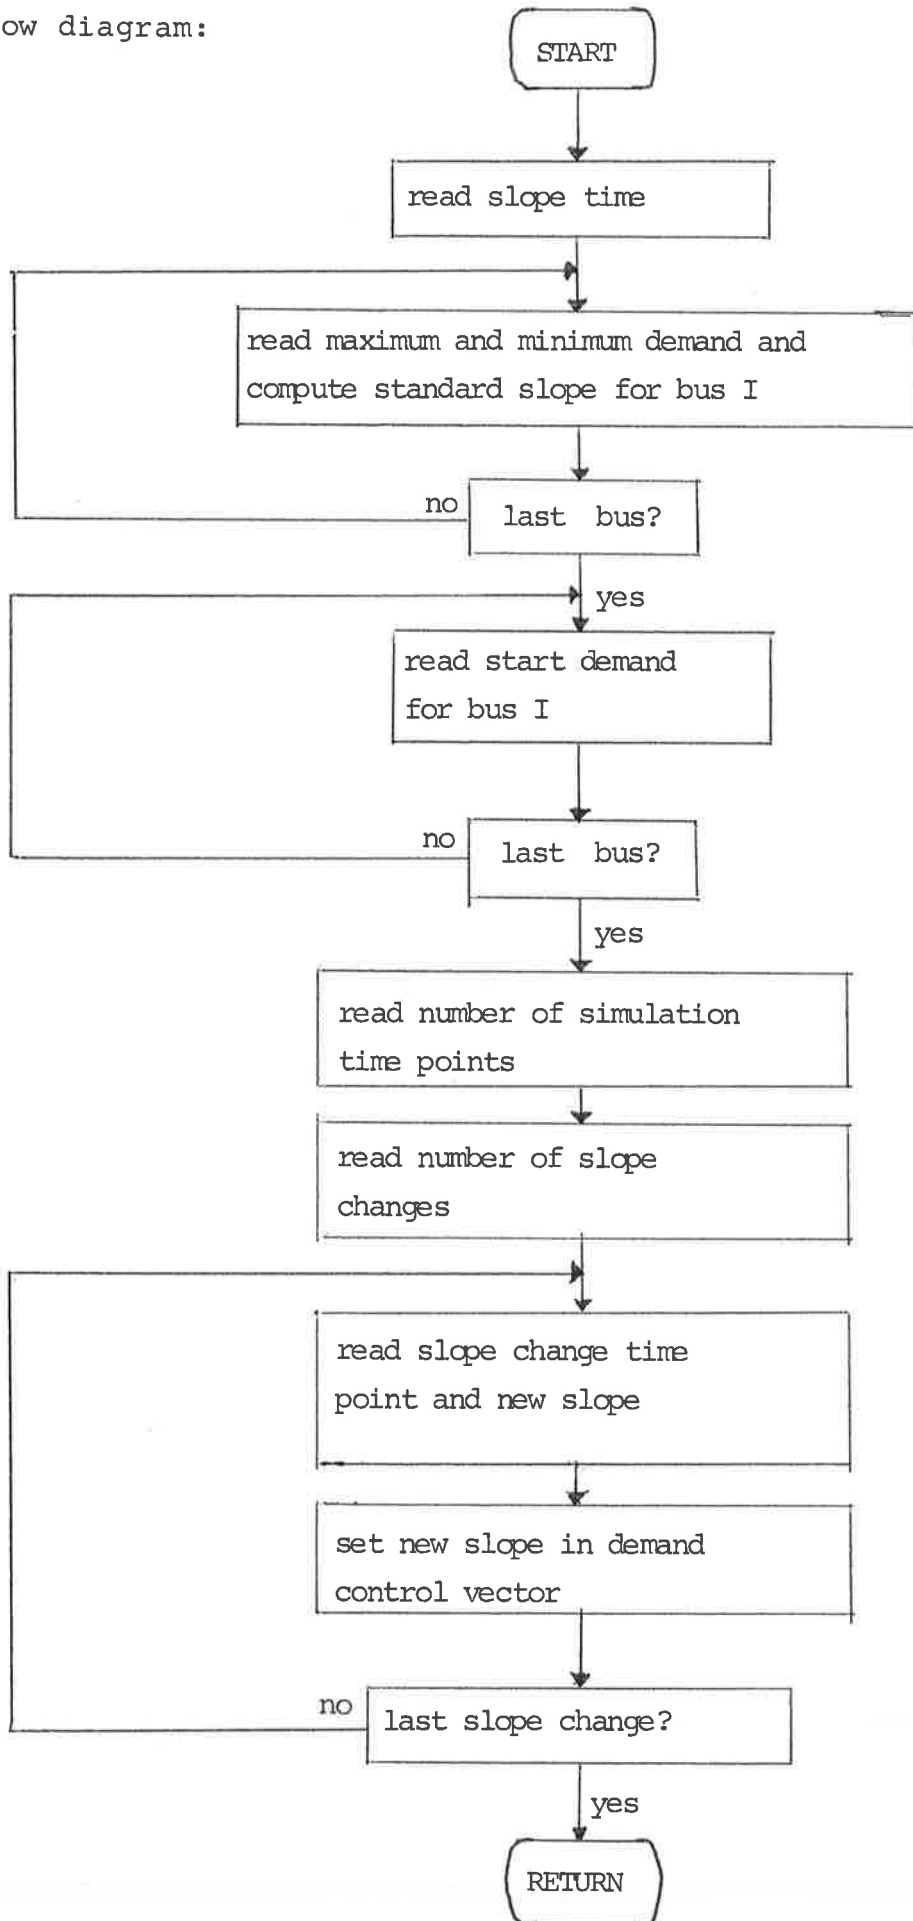 ow diagram:
START
read slope time
read maximum and minimum demand and
compute standard slope for bus I
no
last bus?
yes
read start demand
for bus I
no
last bus?
yes
read number of simulation
time points
read number of slope
changes
read slope change time
point and new slope
set new slope in demand
control vector
no
last slope change?
yes
RETURN